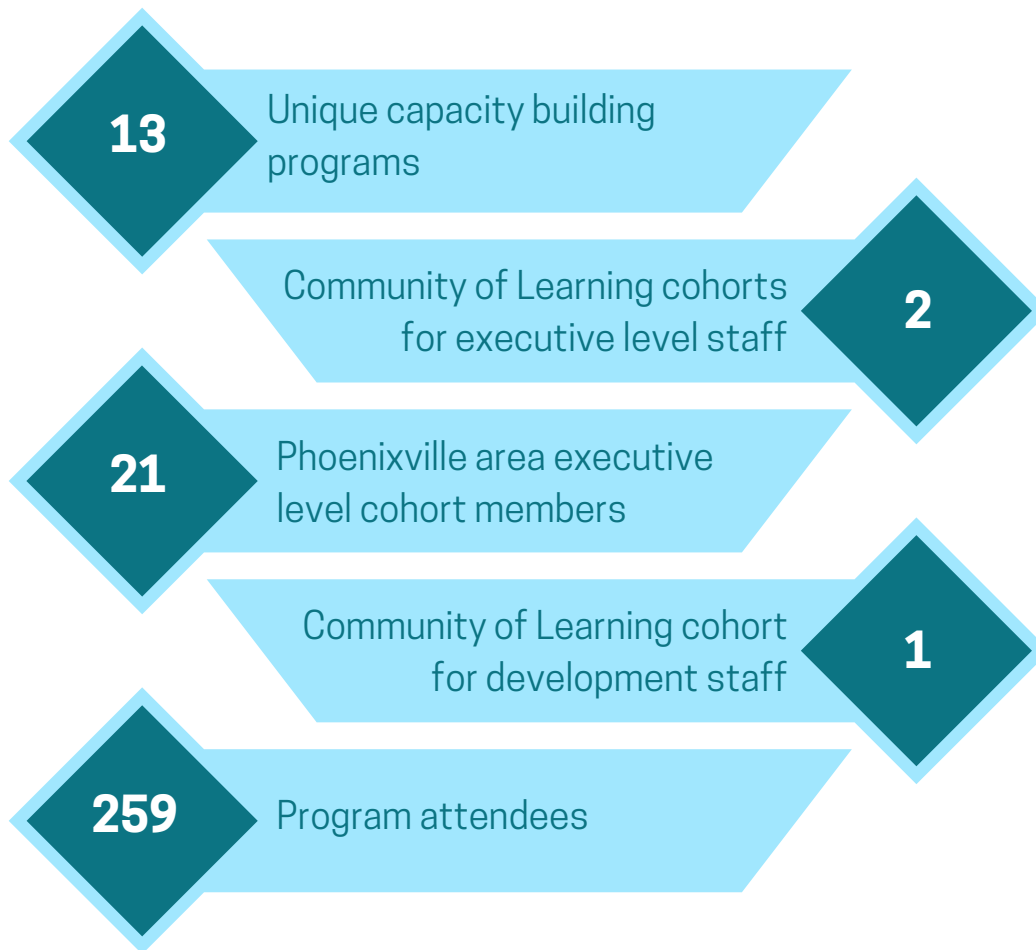 13
Unique capacity building
programs
Community of Learning cohorts
for executive level staff
2
21
Phoenixville area executive
level cohort members
Community of Learning cohort
for development staff
1
259
Program attendees